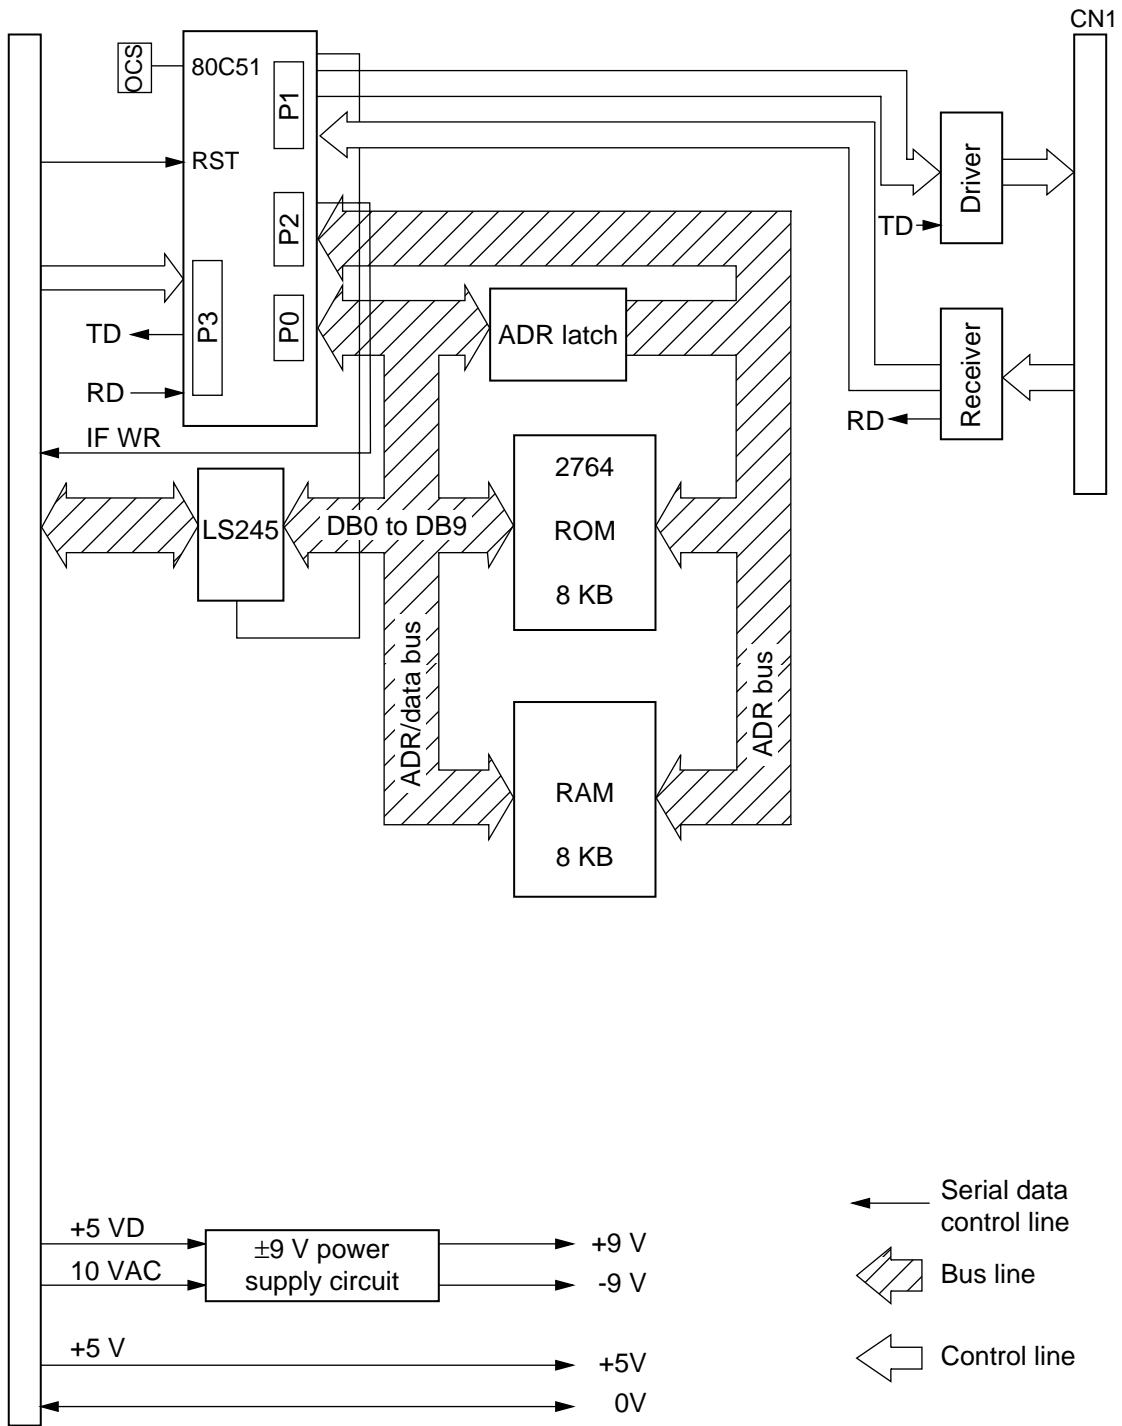 CN1
OCS
80C51
P1
RST
P2
Driver
TD
P3
P0
TD
ADR latch
Receiver
RD
RD
IF WR
2764
LS245
DB0 to DB9
ROM
8 KB
ADR/data bus
ADR bus
RAM
8 KB
Serial data
control line
+5 VD
±9 V power
supply circuit
+9 V
10 VAC
-9 V
Bus line
+5 V
+5V
Control line
0V